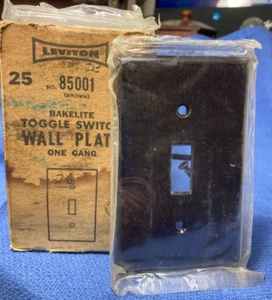 LEVITON
25 NO. 85001
(BROWN)
BAKELITE
TOGGLE SWITC
WALL PLAT
ONE GANG